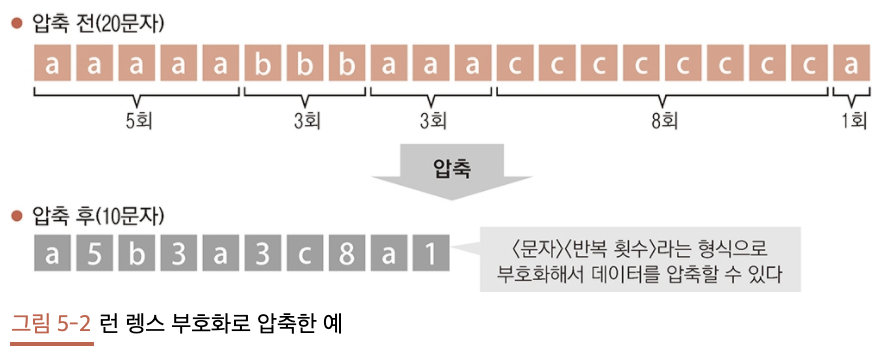 ● 압축 전(20문자)
a a a a a b b b a a a c c c c c c c c a
5회 3회 3회 8회 1회
압축
● 압축 후(10문자)
a 5 b 3 a 3 c 8 a 1
〈문자〉〈반복 횟수〉라는 형식으로
부호화해서 데이터를 압축할 수 있다
그림 5-2 런 렝스 부호화로 압축한 예